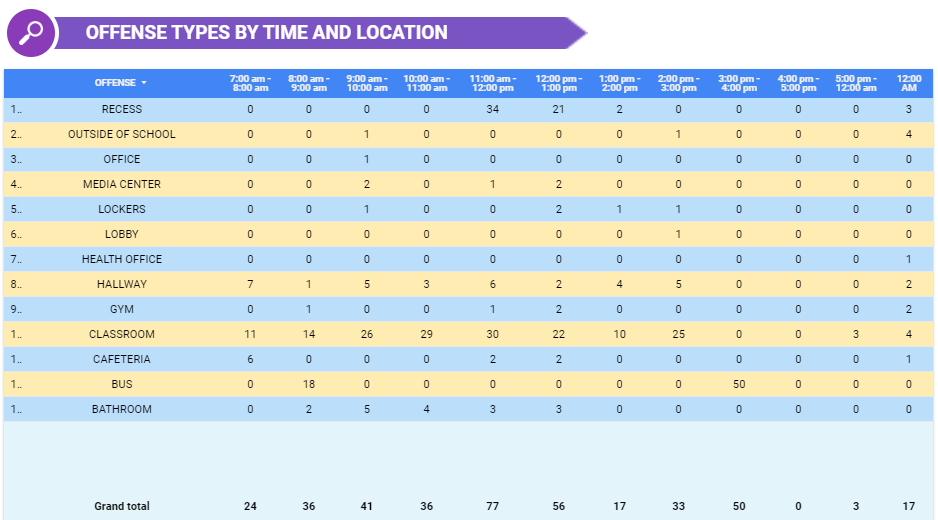 OFFENSE TYPES BY TIME AND LOCATION
OFFENSE 7:00 am - 8:00 am 8:00 am - 9:00 am 9:00 am - 10:00 am 10:00 am - 11:00 am 11:00 am - 12:00 pm 12:00 pm - 1:00 pm 1:00 pm - 2:00 pm 2:00 pm - 3:00 pm 3:00 pm - 4:00 pm 4:00 pm - 5:00 pm 5:00 pm - 12:00 am 12:00 AM
1.. RECESS 0 0 0 0 34 21 2 0 0 0 0 3
2.. OUTSIDE OF SCHOOL 0 0 1 0 0 0 0 1 0 0 0 4
3.. OFFICE 0 0 1 0 0 0 0 0 0 0 0 0
4.. MEDIA CENTER 0 0 2 0 1 2 0 0 0 0 0 0
5.. LOCKERS 0 0 1 0 0 2 1 1 0 0 0 0
6.. LOBBY 0 0 0 0 0 0 0 1 0 0 0 0
7.. HEALTH OFFICE 0 0 0 0 0 0 0 0 0 0 0 1
8.. HALLWAY 7 1 5 3 6 2 4 5 0 0 0 2
9.. GYM 0 1 0 0 1 2 0 0 0 0 0 2
1.. CLASSROOM 11 14 26 29 30 22 10 25 0 0 3 4
1.. CAFETERIA 6 0 0 0 2 2 0 0 0 0 0 1
1.. BUS 0 18 0 0 0 0 0 0 50 0 0 0
1.. BATHROOM 0 2 5 4 3 3 0 0 0 0 0 0
Grand total 24 36 41 36 77 56 17 33 50 0 3 17